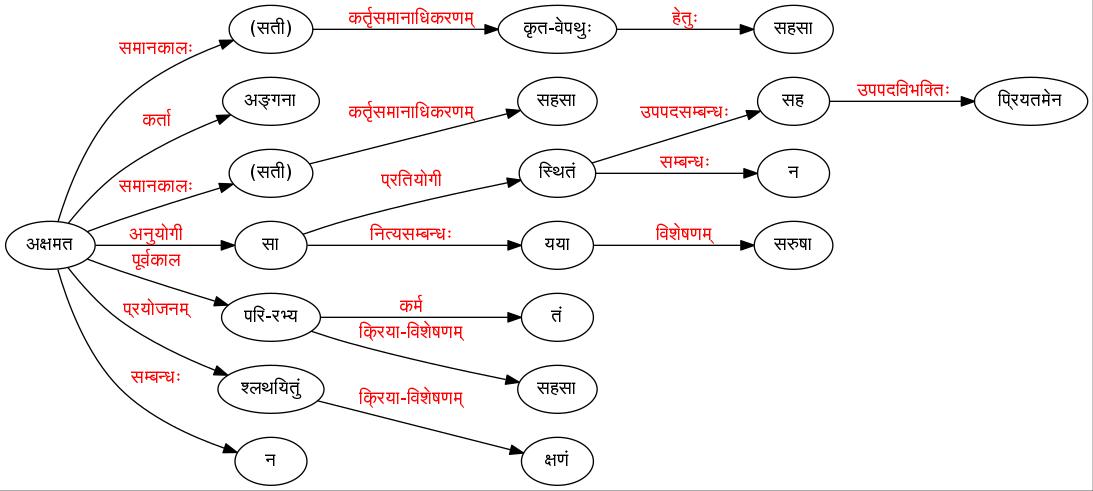 (सती) कर्तृसमानाधिकरणम् कृत-वेपथुः हेतुः सहसा
समानकालः
अङ्गना सहसा सह उपपदविभक्तिः प्रियतमेन
कर्ता कर्तृसमानाधिकरणम् उपपदसम्बन्धः
(सती) प्रतियोगी स्थितं सम्बन्धः न
समानकालः
अक्षमत अनुयोगी सा नित्यसम्बन्धः यया विशेषणम् सरुषा
पूर्वकाल
परि-रभ्य कर्म तं
प्रयोजनम् क्रिया-विशेषणम्
श्लथयितुं क्रिया-विशेषणम् सहसा
सम्बन्धः
न क्षणं